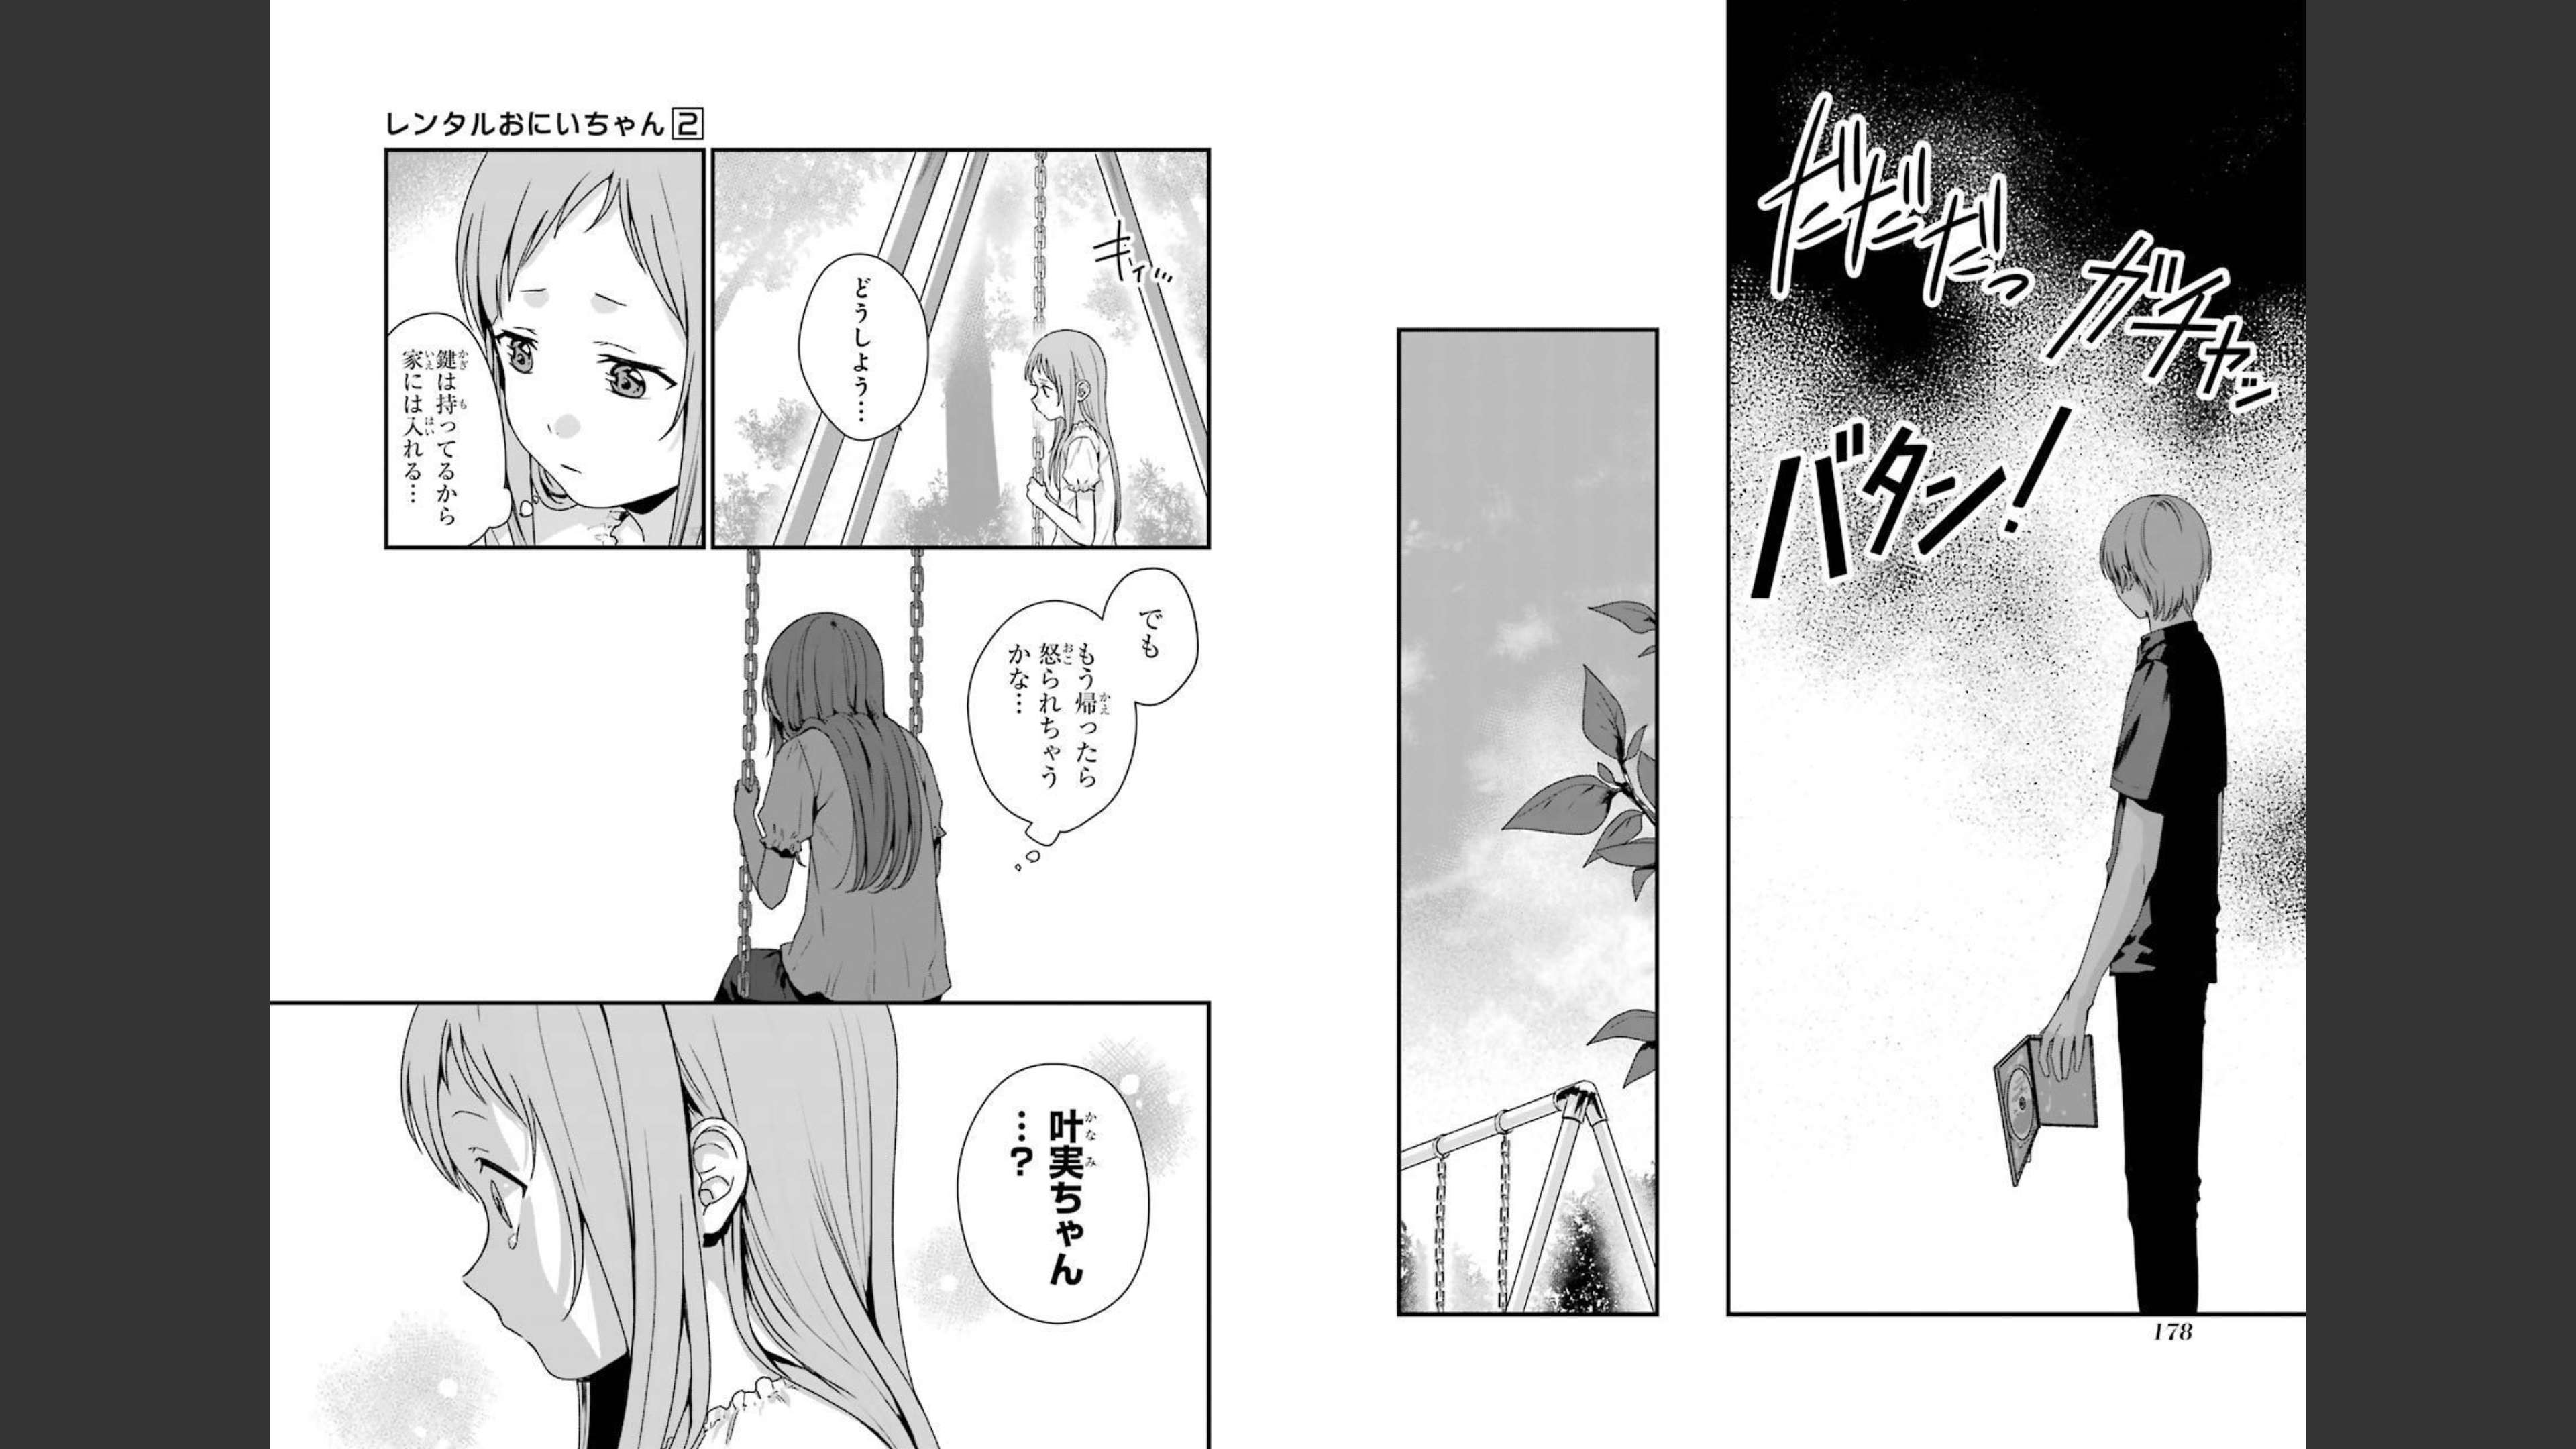 だだだっ
ガチャッ
バタン!
178
レンタルおにいちゃん2
キィ…
どうしよう…
鍵は持ってるから
家には入れる…
でも
もう帰ったら
怒られちゃう
かな…
叶実ちゃん
…?